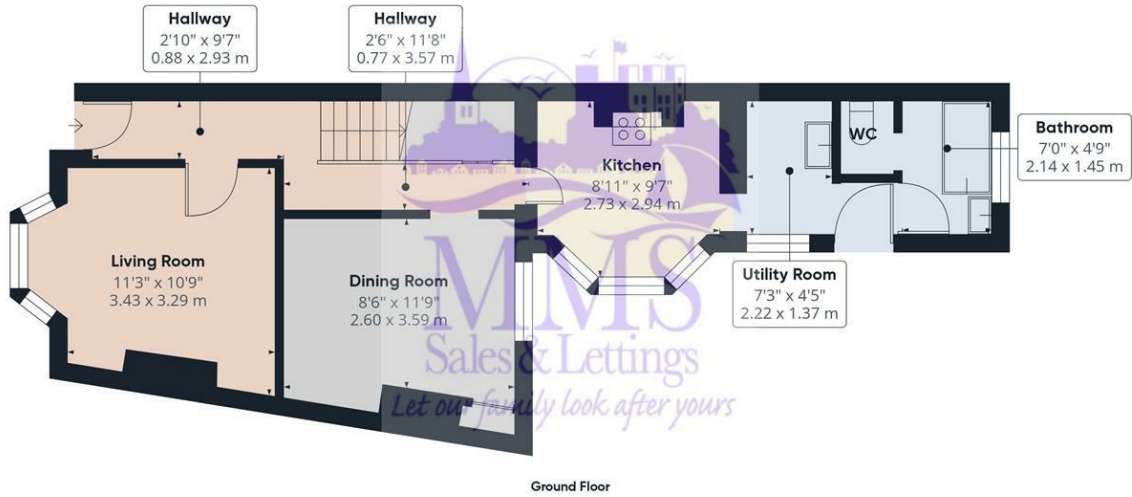 Hallway
2'10" x 9'7"
0.88 x 2.93 m
Hallway
2'6" x 11'8"
0.77 x 3.57 m
Kitchen
8'11" x 9'7"
2.73 x 2.94 m
WC
Bathroom
7'0" x 4'9"
2.14 x 1.45 m
Living Room
11'3" x 10'9"
3.43 x 3.29 m
Dining Room
8'6" x 11'9"
2.60 x 3.59 m
Utility Room
7'3" x 4'5"
2.22 x 1.37 m
MMS
Sales & Lettings
Let our family look after yours
Ground Floor